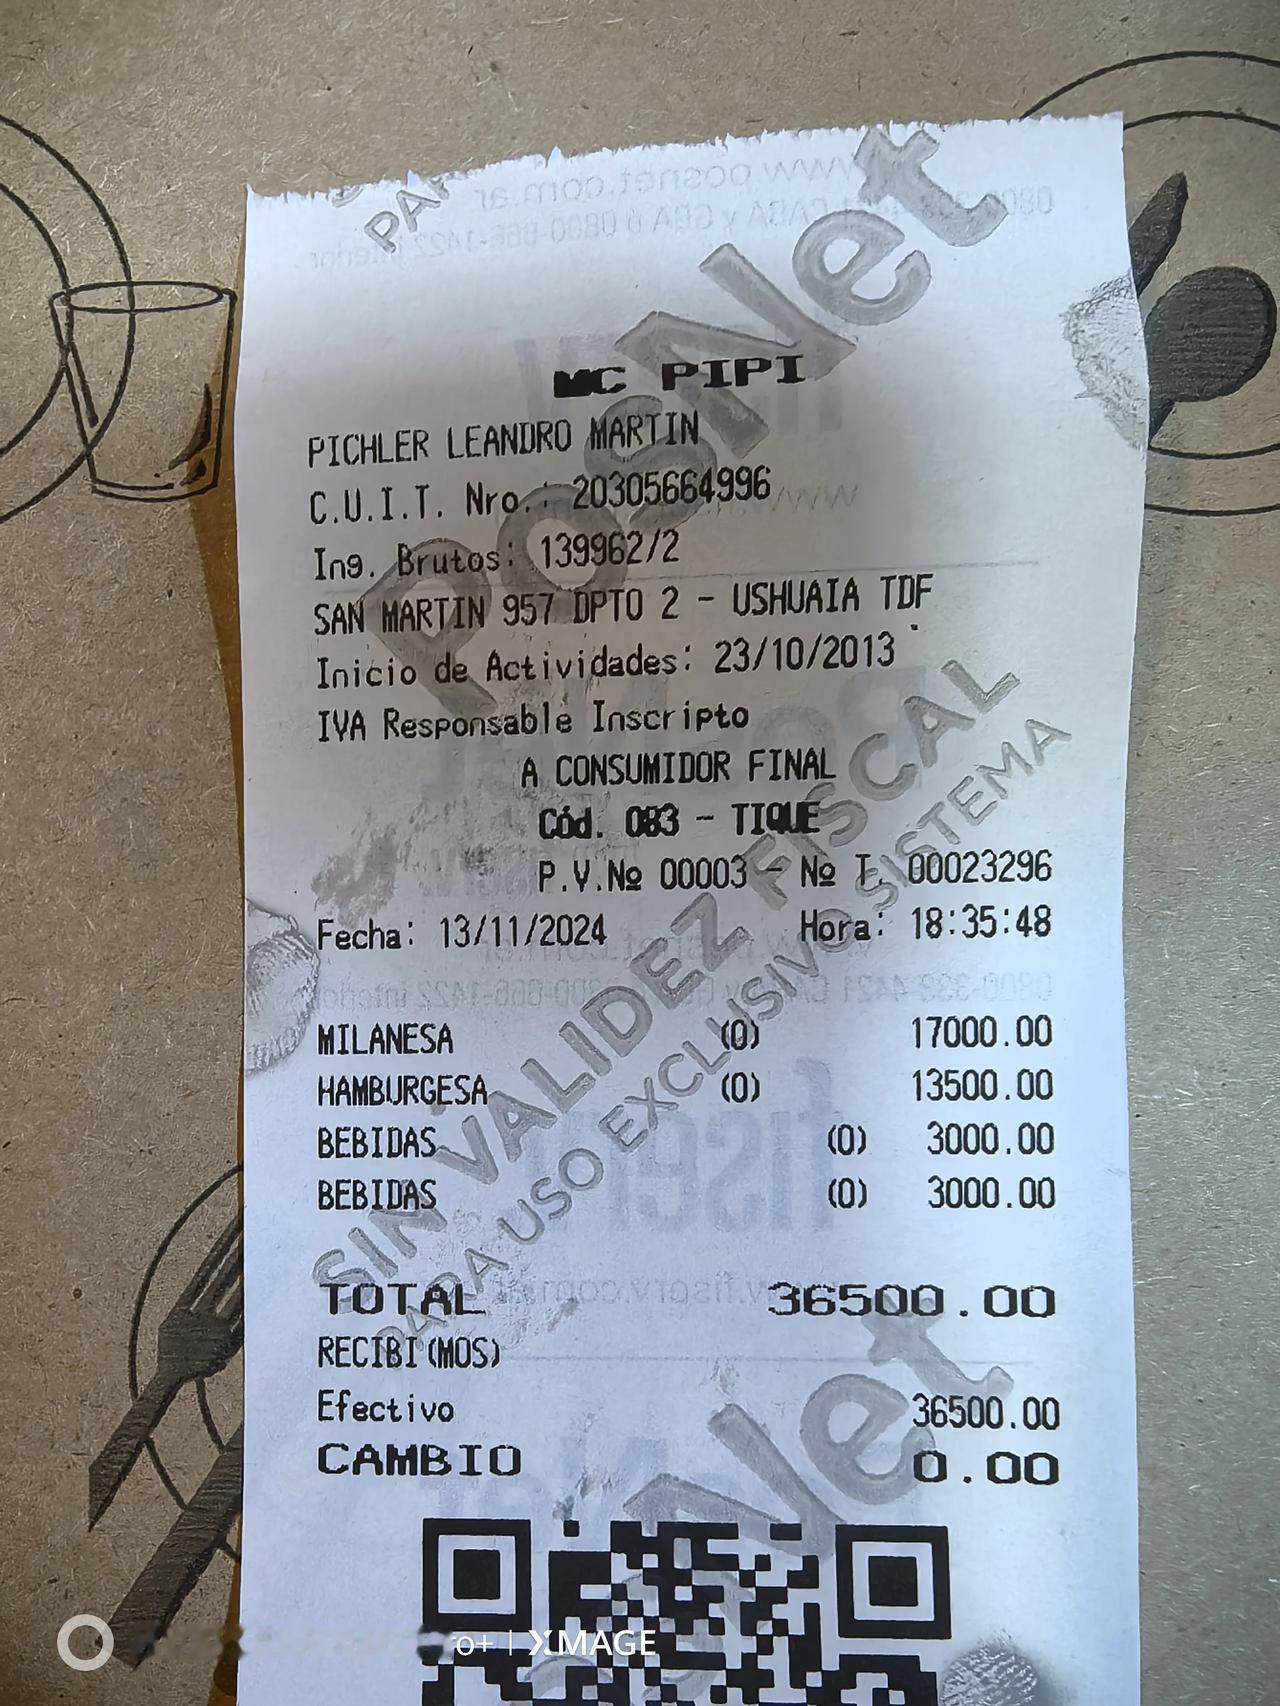 PosNet
MC PIPI
PICHLER LEANDRO MARTIN
C.U.I.T. Nro.: 20305664996
Ing. Brutos: 139962/2
SAN MARTIN 957 DPTO 2 - USHUAIA TDF
Inicio de Actividades: 23/10/2013
IVA Responsable Inscripto
A CONSUMIDOR FINAL
Cód. 083 - TIQUE
P.V.Nº 00003 - Nº T. 00023296
Fecha: 13/11/2024 Hora: 18:35:48
SIN VALIDEZ FISCAL
PARA USO EXCLUSIVO SISTEMA
MILANESA (0) 17000.00
HAMBURGESA (0) 13500.00
BEBIDAS (0) 3000.00
BEBIDAS (0) 3000.00
TOTAL 36500.00
RECIBI(MOS)
Efectivo 36500.00
CAMBIO 0.00
XMAGE